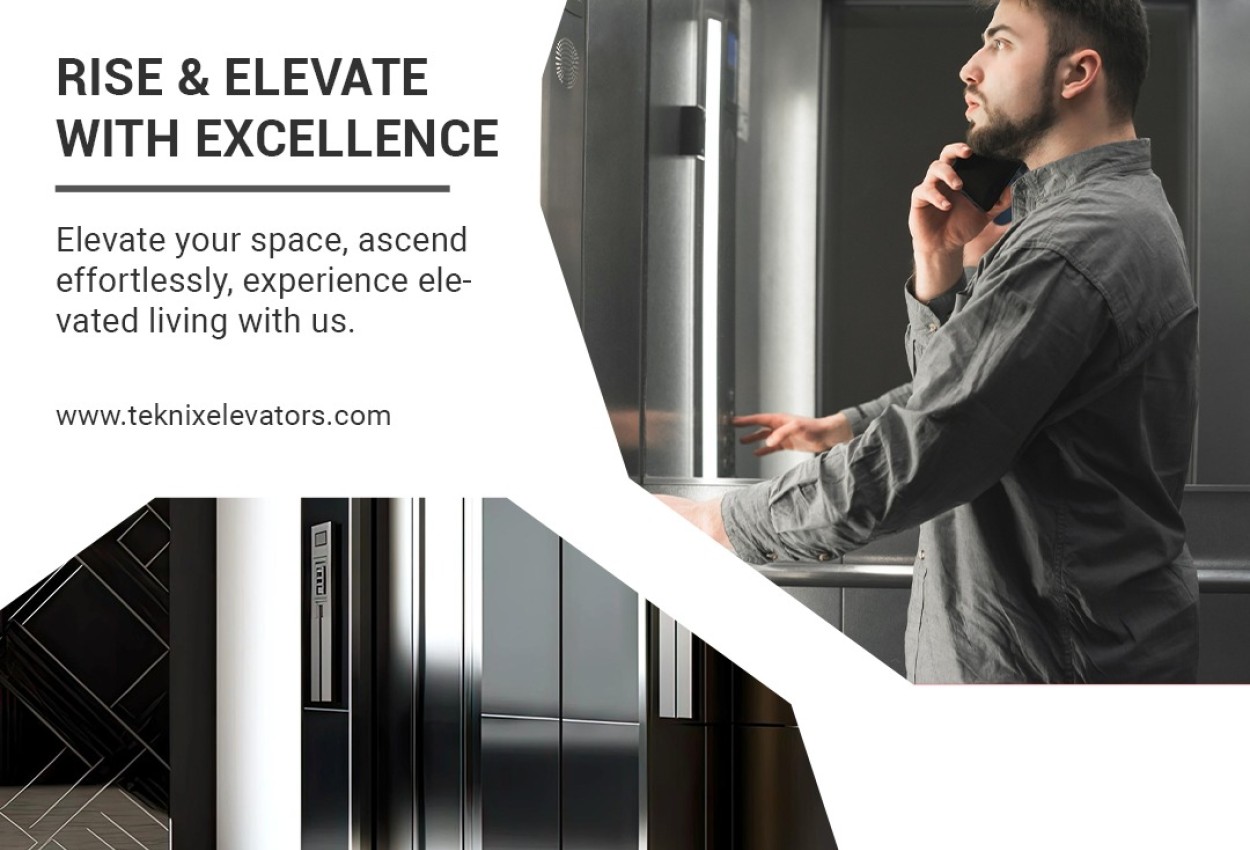 RISE & ELEVATE
WITH EXCELLENCE
Elevate your space, ascend
effortlessly, experience ele-
vated living with us.
www.teknixelevators.com